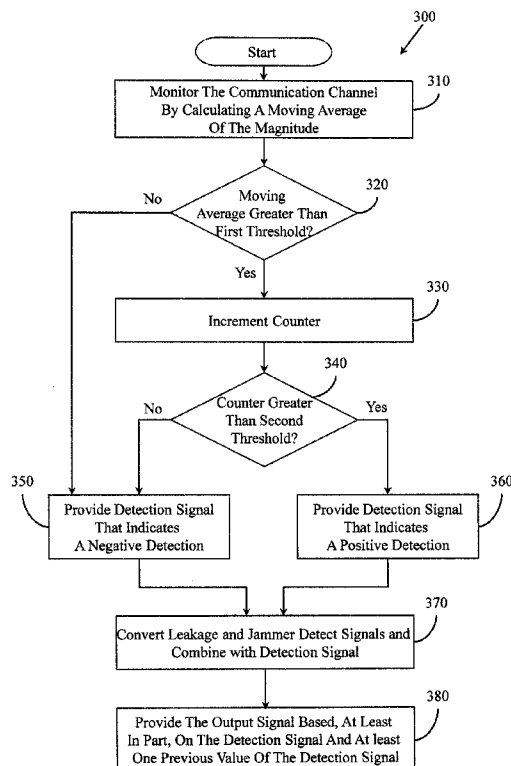 300
Start
Monitor The Communication Channel
By Calculating A Moving Average
Of The Magnitude
310
Moving
Average Greater Than
First Threshold?
320
No
Yes
Increment Counter
330
Counter Greater
Than Second
Threshold?
340
No
Yes
350
Provide Detection Signal
That Indicates
A Negative Detection
360
Provide Detection Signal
That Indicates
A Positive Detection
370
Convert Leakage and Jammer Detect Signals and
Combine with Detection Signal
380
Provide The Output Signal Based, At Least
In Part, On The Detection Signal And At least
One Previous Value Of The Detection Signal